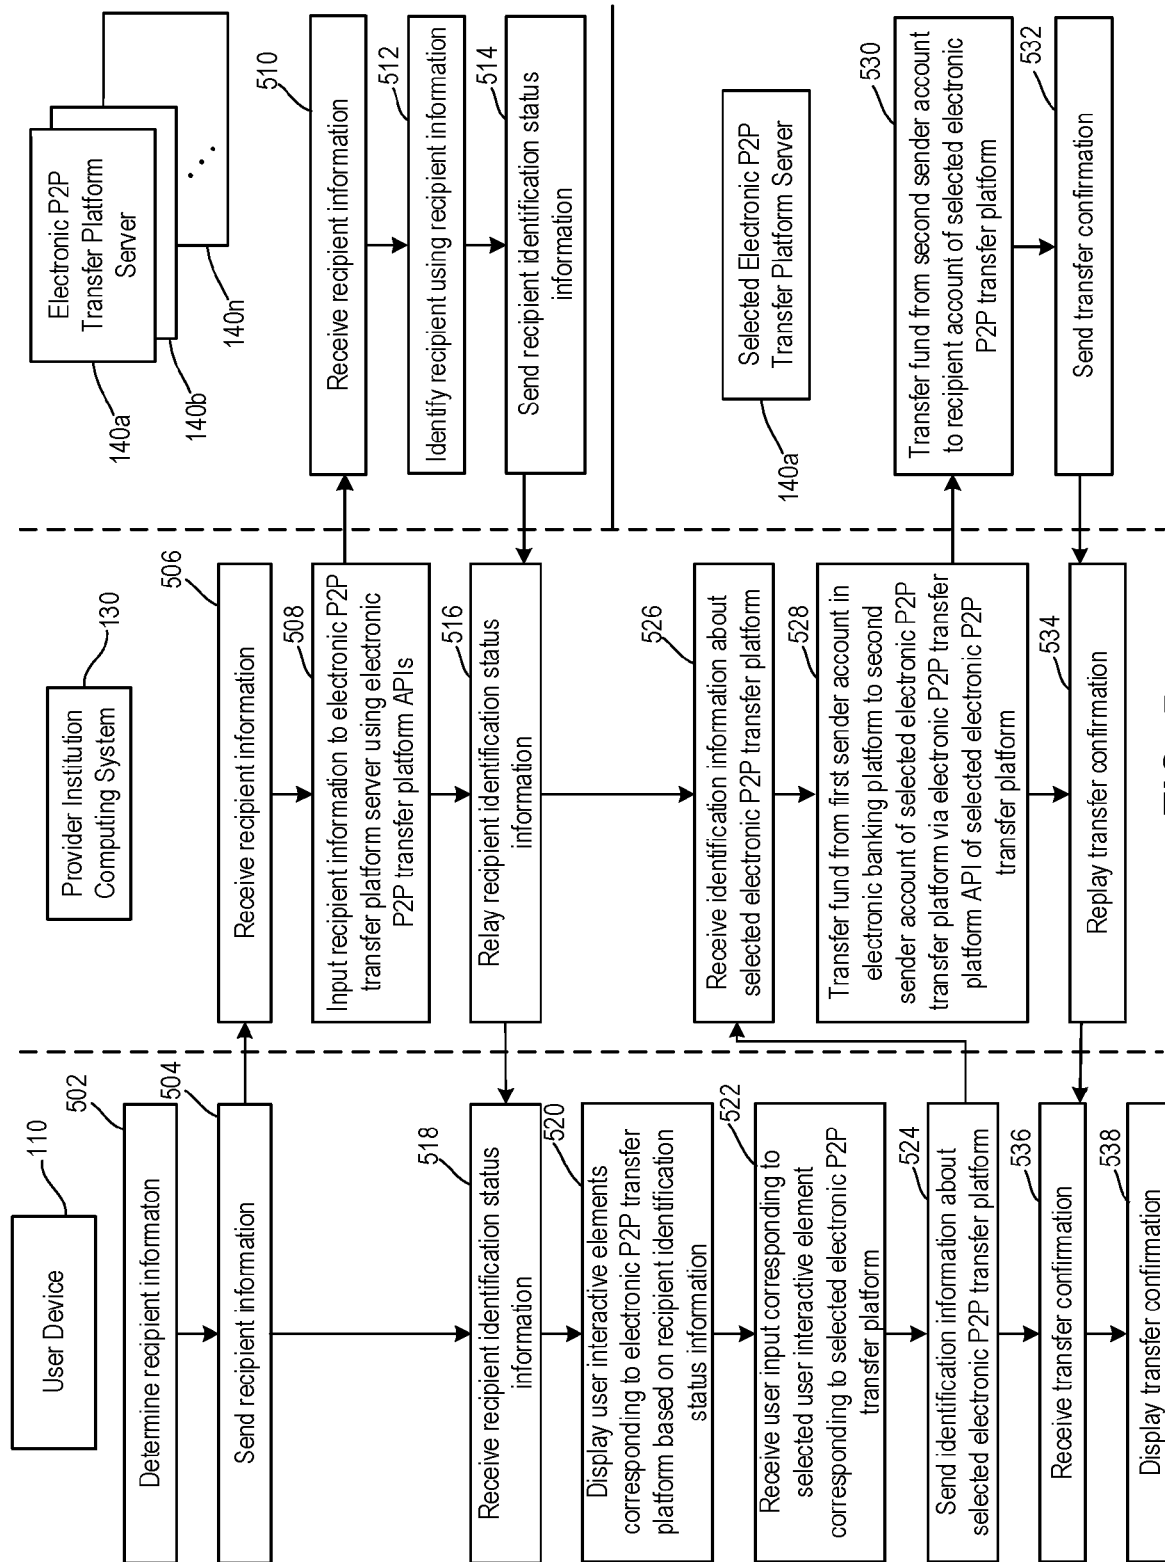 User Device
110
Determine recipient informaton
502
Send recipient information
504
Receive recipient identification status
information
518
Display user interactive elements
corresponding to electronic P2P transfer
platform based on recipient identification
status information
520
Receive user input corresponding to
selected user interactive element
corresponding to selected electronic P2P
transfer platform
522
Send identification information about
selected electronic P2P transfer platform
524
Receive transfer confirmation
536
Display transfer confirmation
538
Provider Institution
Computing System
130
Receive recipient information
506
Input recipient information to electronic P2P
transfer platform server using electronic
P2P transfer platform APIs
508
Relay recipient identification status
information
516
Receive identification information about
selected electronic P2P transfer platform
526
Transfer fund from first sender account in
electronic banking platform to second
sender account of selected electronic P2P
transfer platform via electronic P2P transfer
platform API of selected electronic P2P
transfer platform
528
Replay transfer confirmation
534
Electronic P2P
Transfer Platform
Server
...
140a
140b
140n
Receive recipient information
510
Identify recipient using recipient information
512
Send recipient identification status
information
514
Selected Electronic P2P
Transfer Platform Server
140a
Transfer fund from second sender account
to recipient account of selected electronic
P2P transfer platform
530
Send transfer confirmation
532